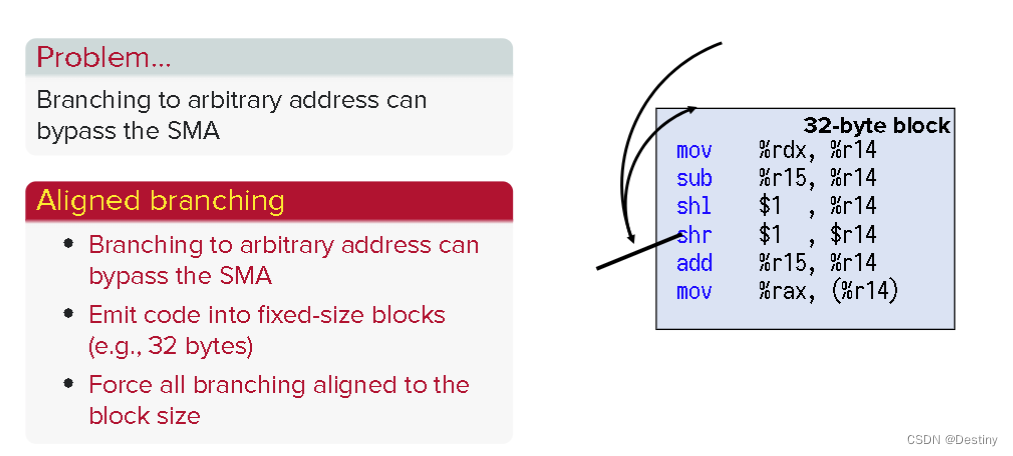 Problem...
Branching to arbitrary address can
bypass the SMA
Aligned branching
• Branching to arbitrary address can
bypass the SMA
• Emit code into fixed-size blocks
(e.g., 32 bytes)
• Force all branching aligned to the
block size
32-byte block
mov %rdx, %r14
sub %r15, %r14
shl $1 , %r14
shr $1 , $r14
add %r15, %r14
mov %rax, (%r14)
CSDN @Destiny